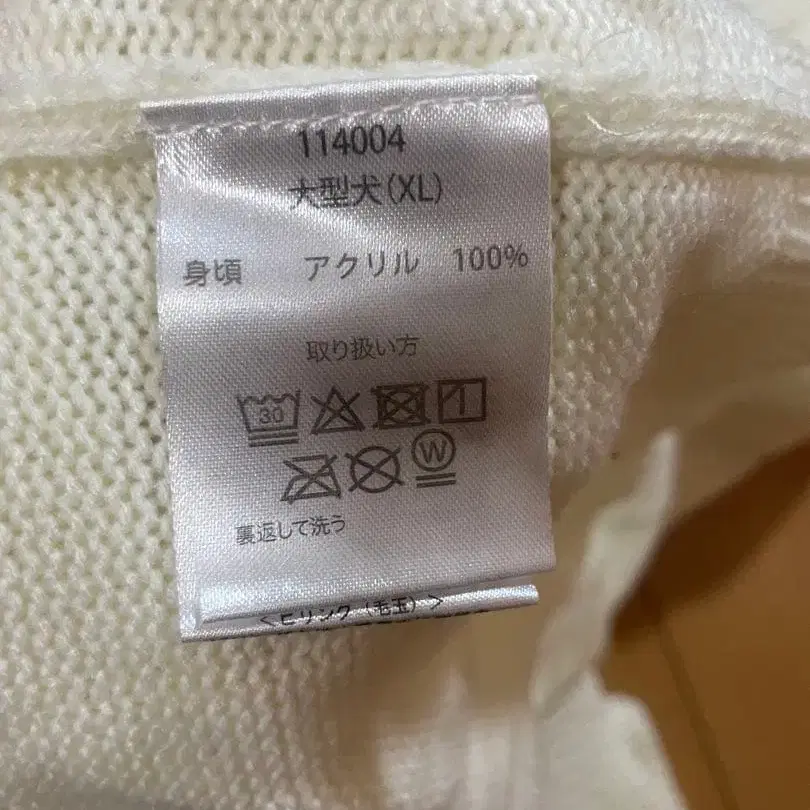 114004
大型犬(XL)
身頃 アクリル 100%
取り扱い方
30
W
裏返して洗う
<ピリング(毛玉)>